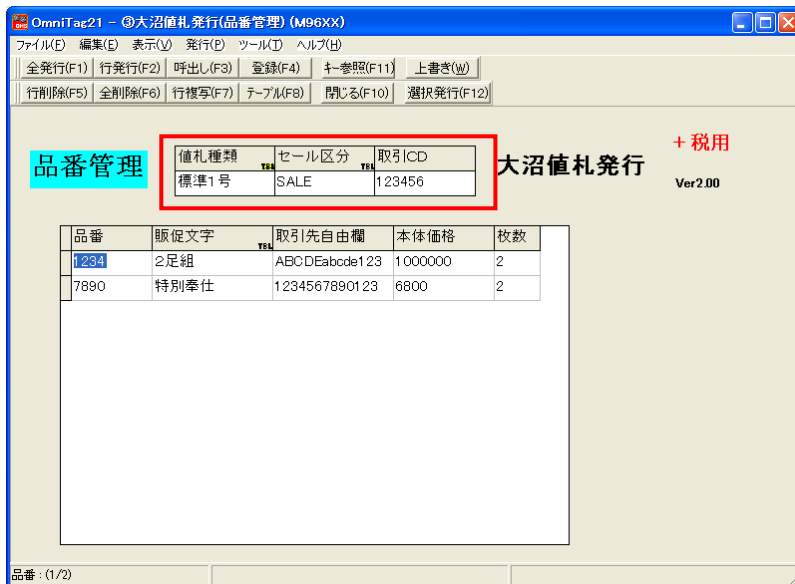 OmniTag21 - ③大沼値札発行(品番管理) (M96XX)
ファイル(F) 編集(E) 表示(V) 発行(P) ツール(T) ヘルプ(H)
全発行(F1) 行発行(F2) 呼出し(F3) 登録(F4) キー参照(F11) 上書き(W)
行削除(F5) 全削除(F6) 行複写(F7) テーブル(F8) 閉じる(F10) 選択発行(F12)
+税用
品番管理
値札種類 TBL セール区分 TBL 取引CD
標準1号 SALE 123456
大沼値札発行
Ver2.00
品番 販促文字 TBL 取引先自由欄 本体価格 枚数
1234 2足組 ABCDEabcde123 1000000 2
7890 特別奉仕 1234567890123 6800 2
品番 : (1/2)